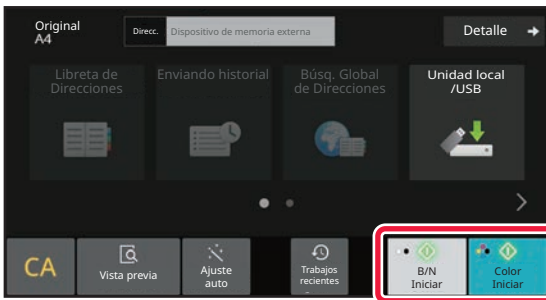 Original
A4
Direcc.
Dispositivo de memoria externa
Detalle
Libreta de
Direcciones
Enviando historial
Búsq. Global
de Direcciones
Unidad local
/USB
CA
Vista previa
Ajuste
auto
Trabajos
recientes
B/N
Iniciar
Color
Iniciar